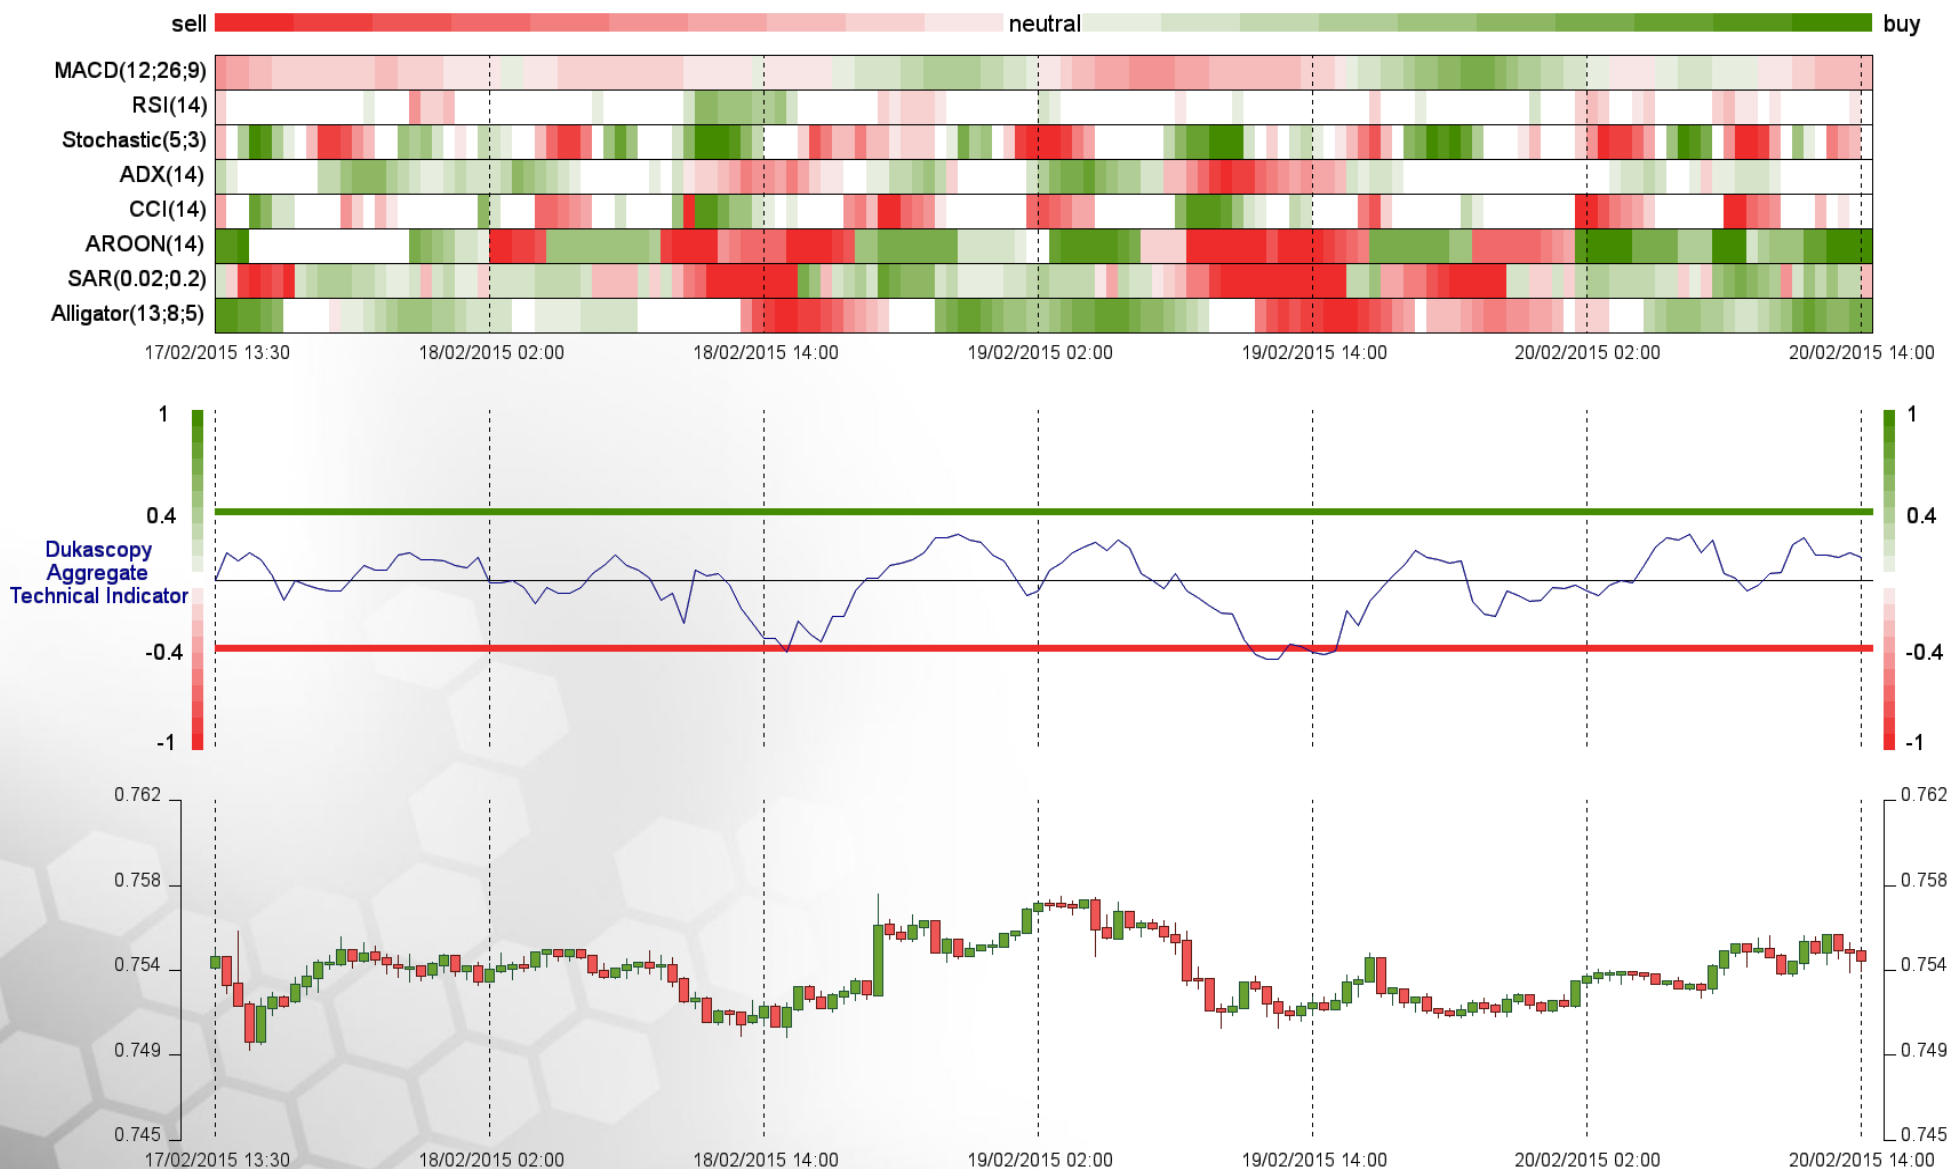 sell neutral buy
MACD(12;26;9)
RSI(14)
Stochastic(5;3)
ADX(14)
CCI(14)
AROON(14)
SAR(0.02;0.2)
Alligator(13;8;5)
17/02/2015 13:30 18/02/2015 02:00 18/02/2015 14:00 19/02/2015 02:00 19/02/2015 14:00 20/02/2015 02:00 20/02/2015 14:00
1 1
0.4 0.4
Dukascopy
Aggregate
Technical Indicator
-0.4 -0.4
-1 -1
0.762 0.762
0.758 0.758
0.754 0.754
0.749 0.749
0.745 0.745
17/02/2015 13:30 18/02/2015 02:00 18/02/2015 14:00 19/02/2015 02:00 19/02/2015 14:00 20/02/2015 02:00 20/02/2015 14:00